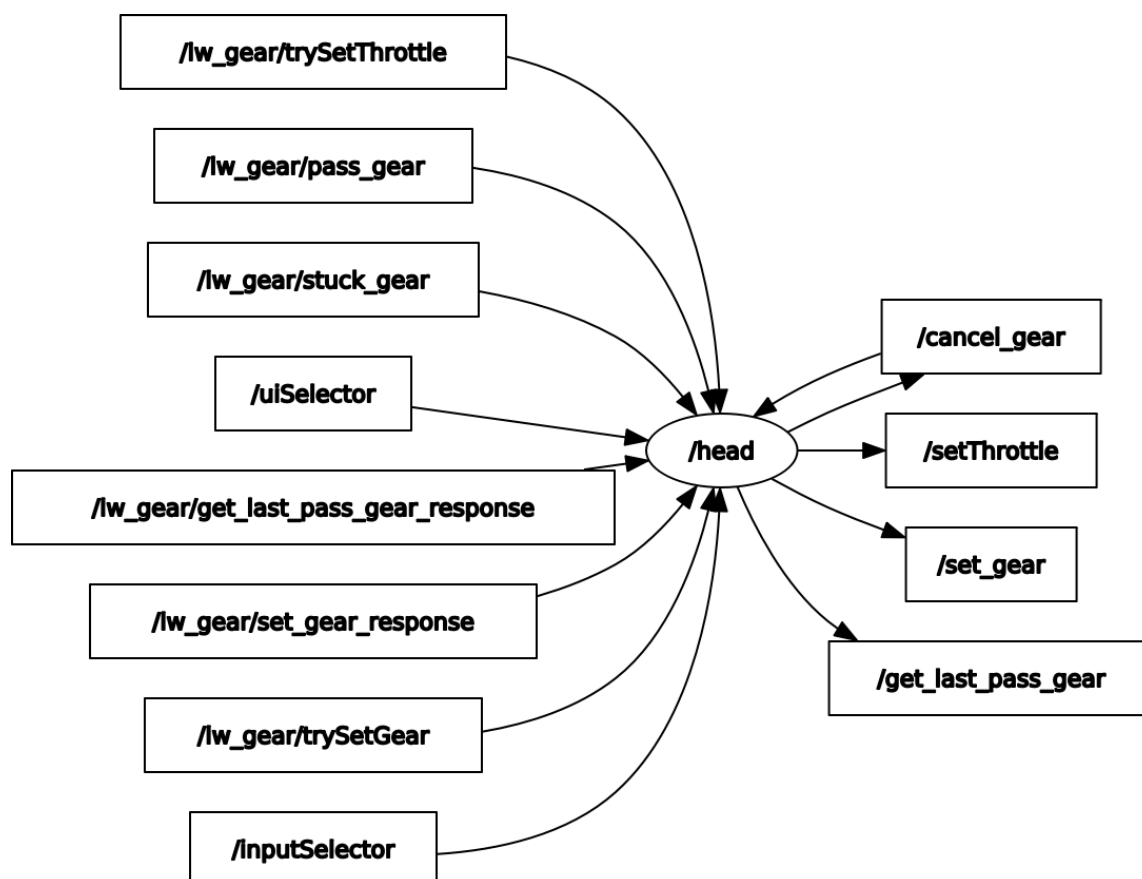 /lw_gear/trySetThrottle
/lw_gear/pass_gear
/lw_gear/stuck_gear
/uiSelector
/lw_gear/get_last_pass_gear_response
/lw_gear/set_gear_response
/lw_gear/trySetGear
/inputSelector
/head
/cancel_gear
/setThrottle
/set_gear
/get_last_pass_gear